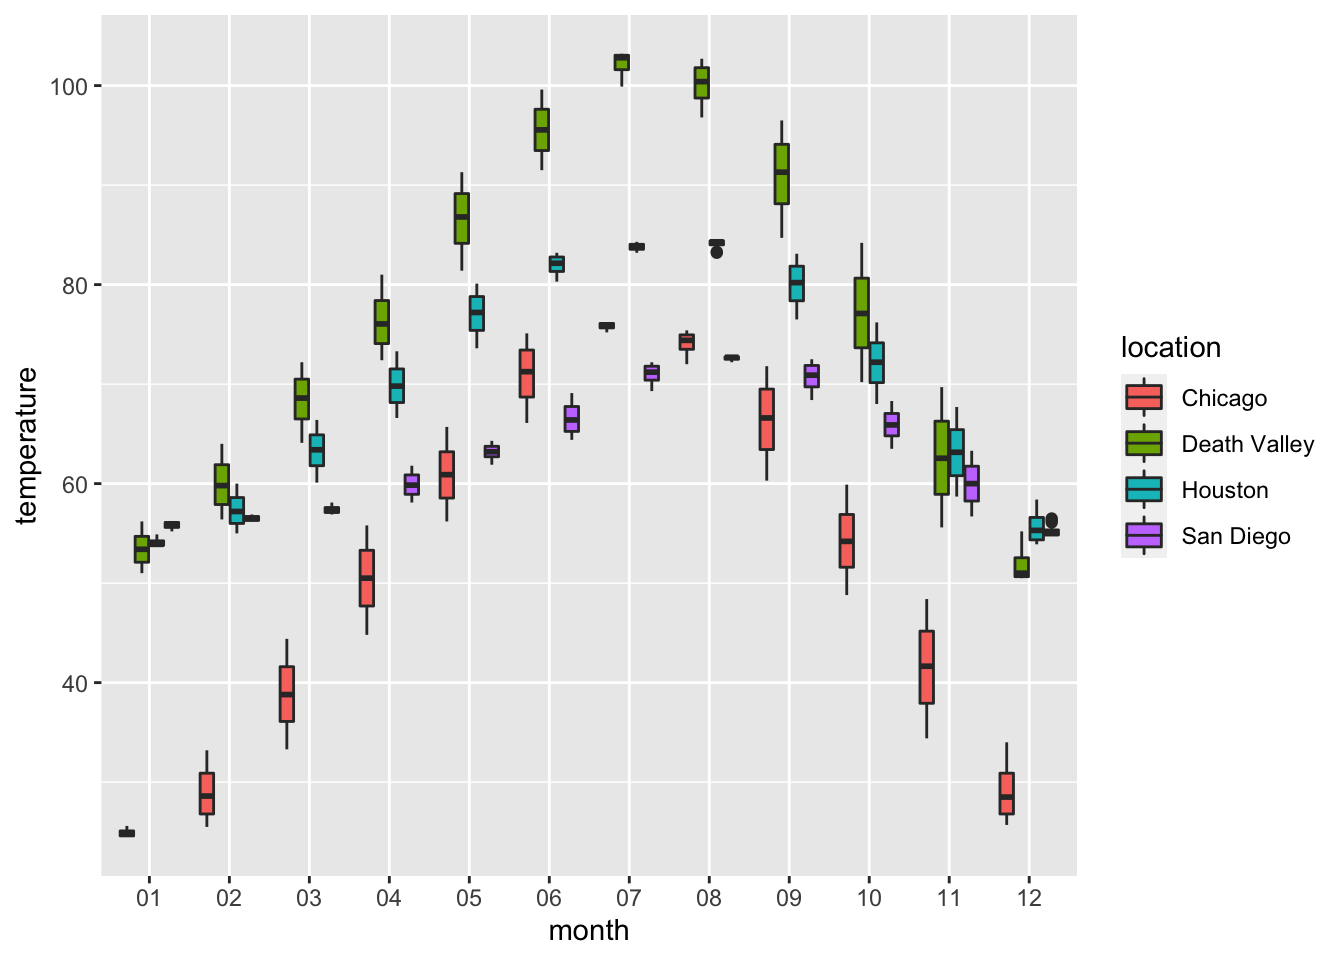 100
80
60
40
temperature
01 02 03 04 05 06 07 08 09 10 11 12
month
location
Chicago
Death Valley
Houston
San Diego